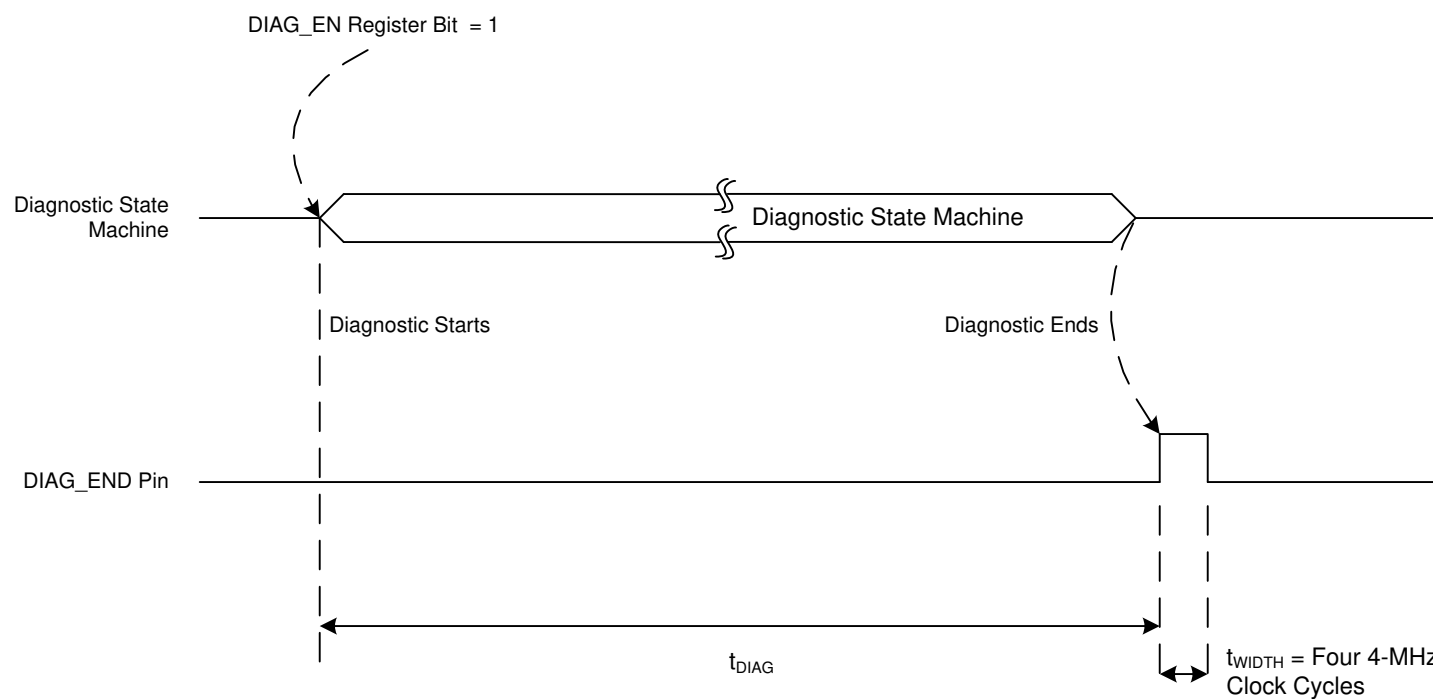 DIAG_EN Register Bit = 1
Diagnostic State
Machine
Diagnostic State Machine
Diagnostic Starts
Diagnostic Ends
DIAG_END Pin
tDIAG
tWIDTH = Four 4-MHz
Clock Cycles